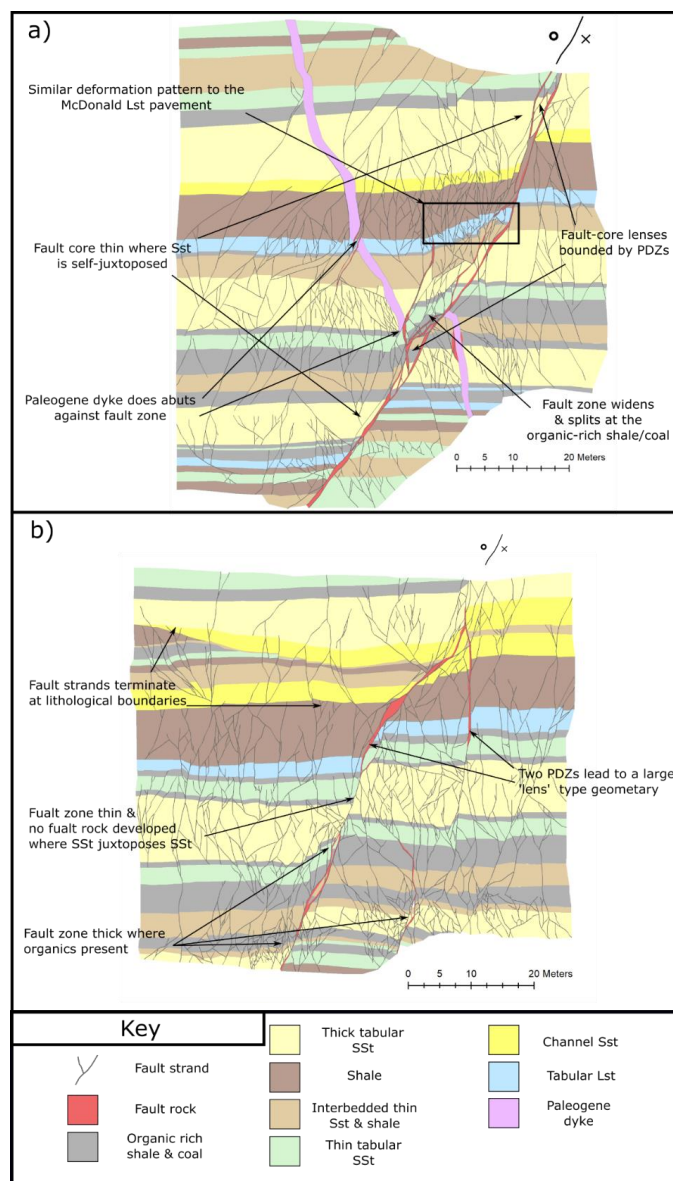 a)
Similar deformation pattern to the
McDonald Lst pavement
Fault core thin where Sst
is self-juxtoposed
Fault-core lenses
bounded by PDZs
Paleogene dyke does abuts
against fault zone
Fault zone widens
& splits at the
organic-rich shale/coal
0 5 10 20 Meters
b)
Fault strands terminate
at lithological boundaries
Two PDZs lead to a large
'lens' type geometary
Fualt zone thin &
no fualt rock developed
where SSt juxtoposes SSt
Fault zone thick where
organics present
0 5 10 20 Meters
Key
Fault strand
Fault rock
Organic rich
shale & coal
Thick tabular
SSt
Shale
Interbedded thin
Sst & shale
Thin tabular
SSt
Channel Sst
Tabular Lst
Paleogene
dyke